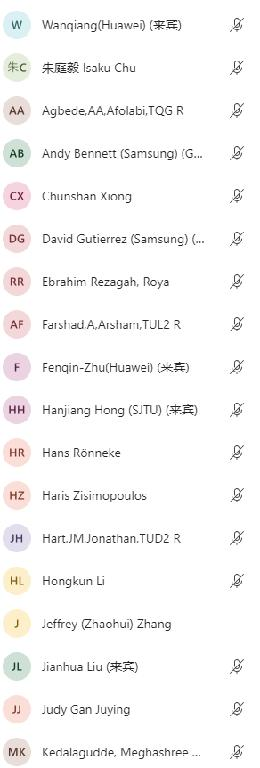 W Wanqiang(Huawei) (来宾)
朱C 朱庭毅 Isaku Chu
AA Agbede,AA,Afolabi,TQG R
AB Andy Bennett (Samsung) (G...
CX Chunshan Xiong
DG David Gutierrez (Samsung) (...
RR Ebrahim Rezagah, Roya
AF Farshad,A,Arsham,TUL2 R
F Fenqin-Zhu(Huawei) (来宾)
HH Hanjiang Hong (SJTU) (来宾)
HR Hans Rönneke
HZ Haris Zisimopoulos
JH Hart,JM,Jonathan,TUD2 R
HL Hongkun Li
J Jeffrey (Zhaohui) Zhang
JL Jianhua Liu (来宾)
JJ Judy Gan Juying
MK Kedalagudde, Meghashree ...